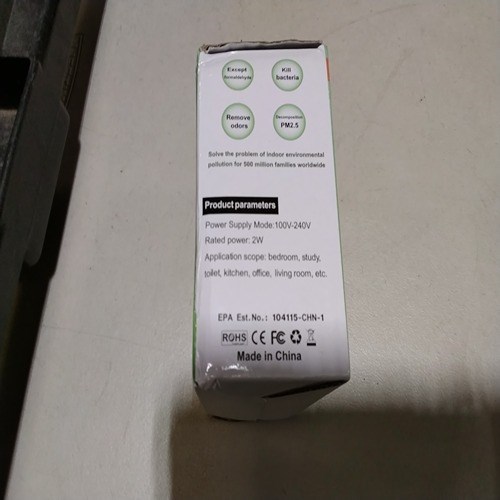 Except
formaldehyde
Kill
bacteria
Remove
odors
Decomposition
PM2.5
Solve the problem of indoor environmental
pollution for 560 million families worldwide
Product parameters
Power Supply Mode:100V-240V
Rated power: 2W
Application scope: bedroom, study,
toilet, kitchen, office, living room, etc.
EPA Est.No.: 104115-CHN-1
ROHS CE FC
Made in China